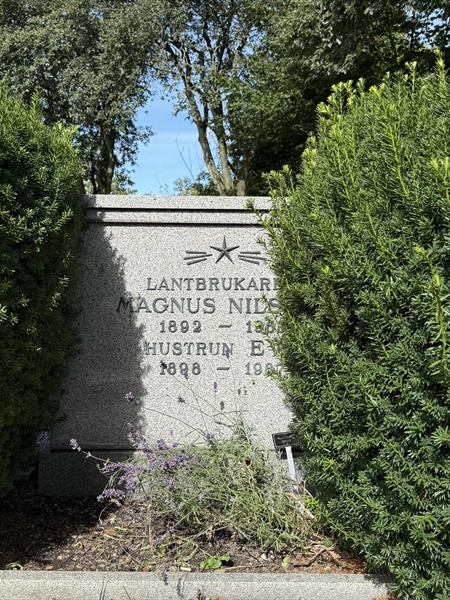 LANTBRUKARE
MAGNUS NILS
1892 – 19
HUSTRUN E
1898 – 19